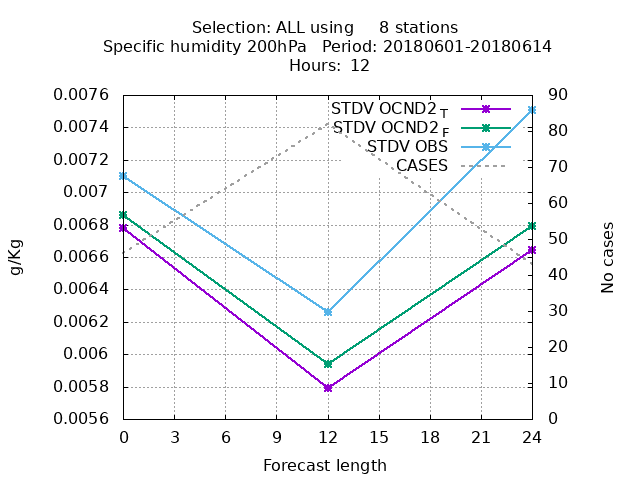 Selection: ALL using 8 stations
Specific humidity 200hPa Period: 20180601-20180614
Hours: 12
0.0076
0.0074
0.0072
0.007
0.0068
0.0066
0.0064
0.0062
0.006
0.0058
0.0056
g/Kg
STDV OCND2 T
STDV OCND2 F
STDV OBS
CASES
90
80
70
60
50
40
30
20
10
0
No cases
0 3 6 9 12 15 18 21 24
Forecast length